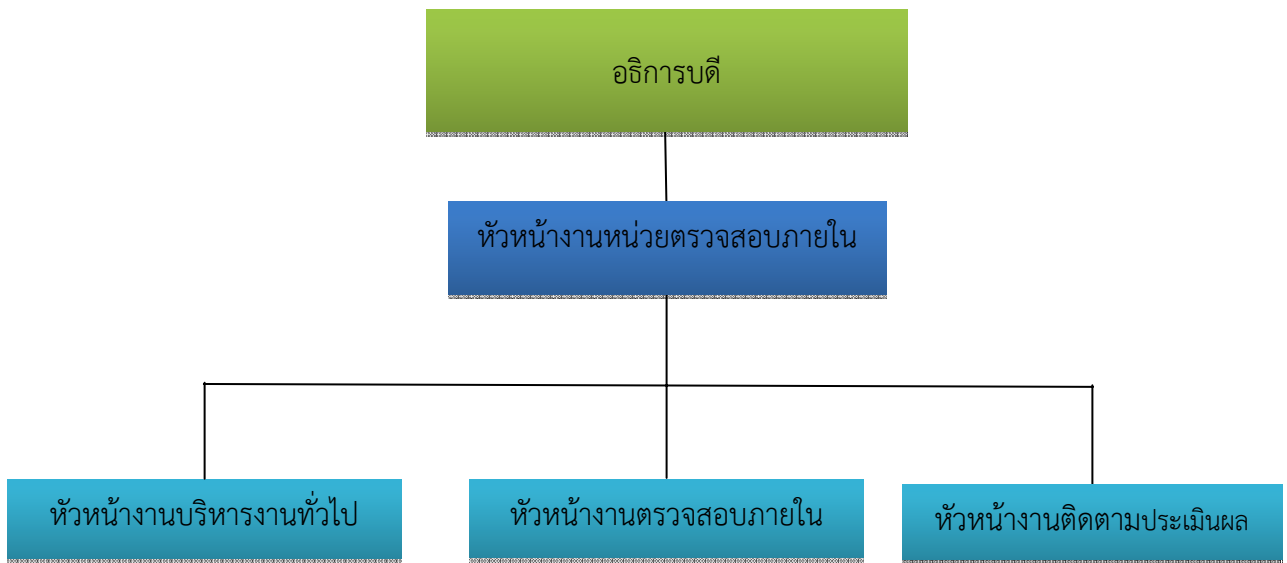 อธิการบดี
หัวหน้างานหน่วยตรวจสอบภายใน
หัวหน้างานบริหารงานทั่วไป
หัวหน้างานตรวจสอบภายใน
หัวหน้างานติดตามประเมินผล